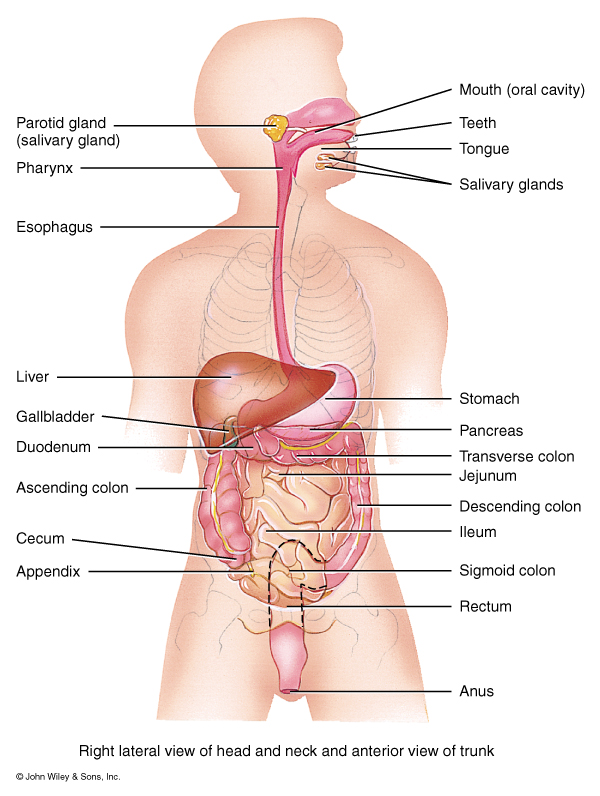 Mouth (oral cavity)
Parotid gland
(salivary gland)
Teeth
Tongue
Pharynx
Salivary glands
Esophagus
Liver
Stomach
Gallbladder
Pancreas
Duodenum
Transverse colon
Jejunum
Ascending colon
Descending colon
Ileum
Cecum
Appendix
Sigmoid colon
Rectum
Anus
Right lateral view of head and neck and anterior view of trunk
© John Wiley & Sons, Inc.